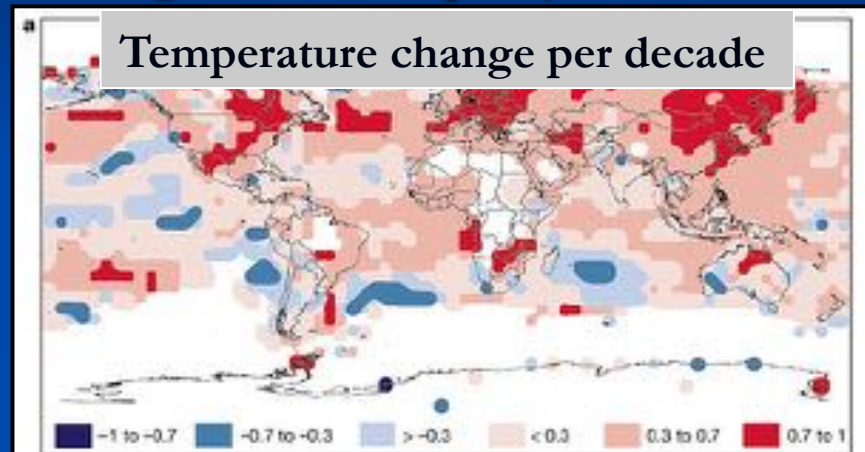 a
Temperature change per decade
−1 to −0.7 −0.7 to −0.3 > −0.3 < 0.3 0.3 to 0.7 0.7 to 1